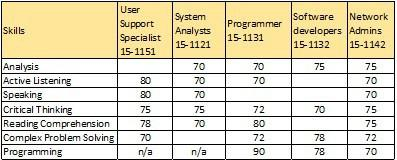 Skills | User Support Specialist 15-1151 | System Analysts 15-1121 | Programmer 15-1131 | Software developers 15-1132 | Network Admins 15-1142
Analysis | | 70 | 70 | 75 | 75
Active Listening | 80 | 70 | 70 | | 70
Speaking | 80 | 70 | | | 70
Critical Thinking | 75 | 75 | 72 | 70 | 75
Reading Comprehension | 78 | 70 | 80 | | 75
Complex Problem Solving | 70 | | 72 | 78 | 72
Programming | n/a | n/a | 90 | 78 | 70